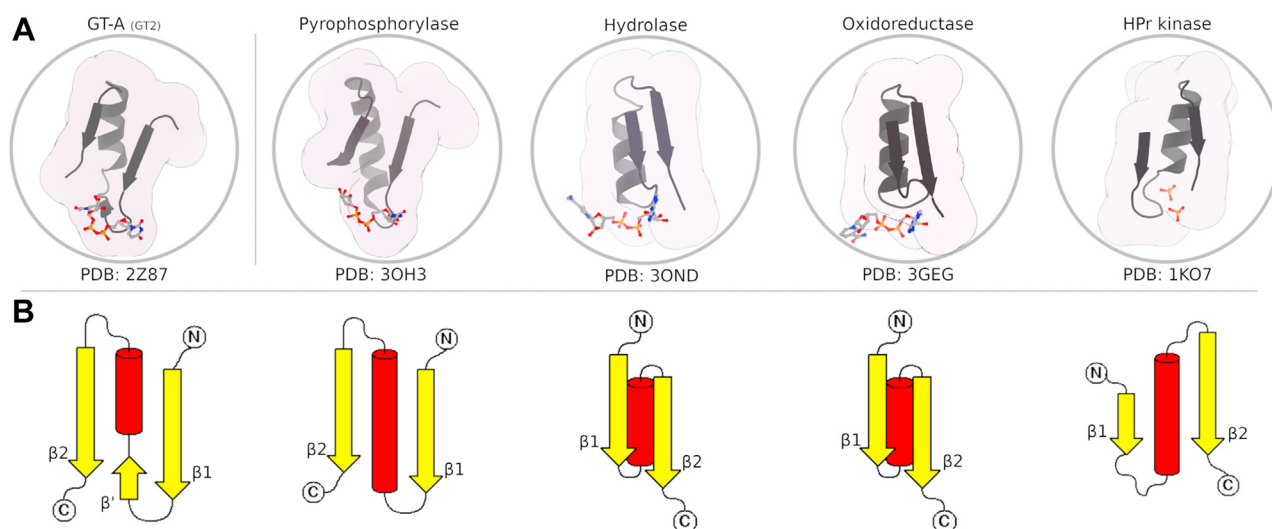 A
GT-A (GT2)
Pyrophosphorylase
Hydrolase
Oxidoreductase
HPr kinase
PDB: 2Z87
PDB: 3OH3
PDB: 3OND
PDB: 3GEG
PDB: 1KO7
B
N
β2
β1
C
β'
N
β2
β1
C
N
β1
β2
C
N
β1
β2
C
N
β1
β2
C